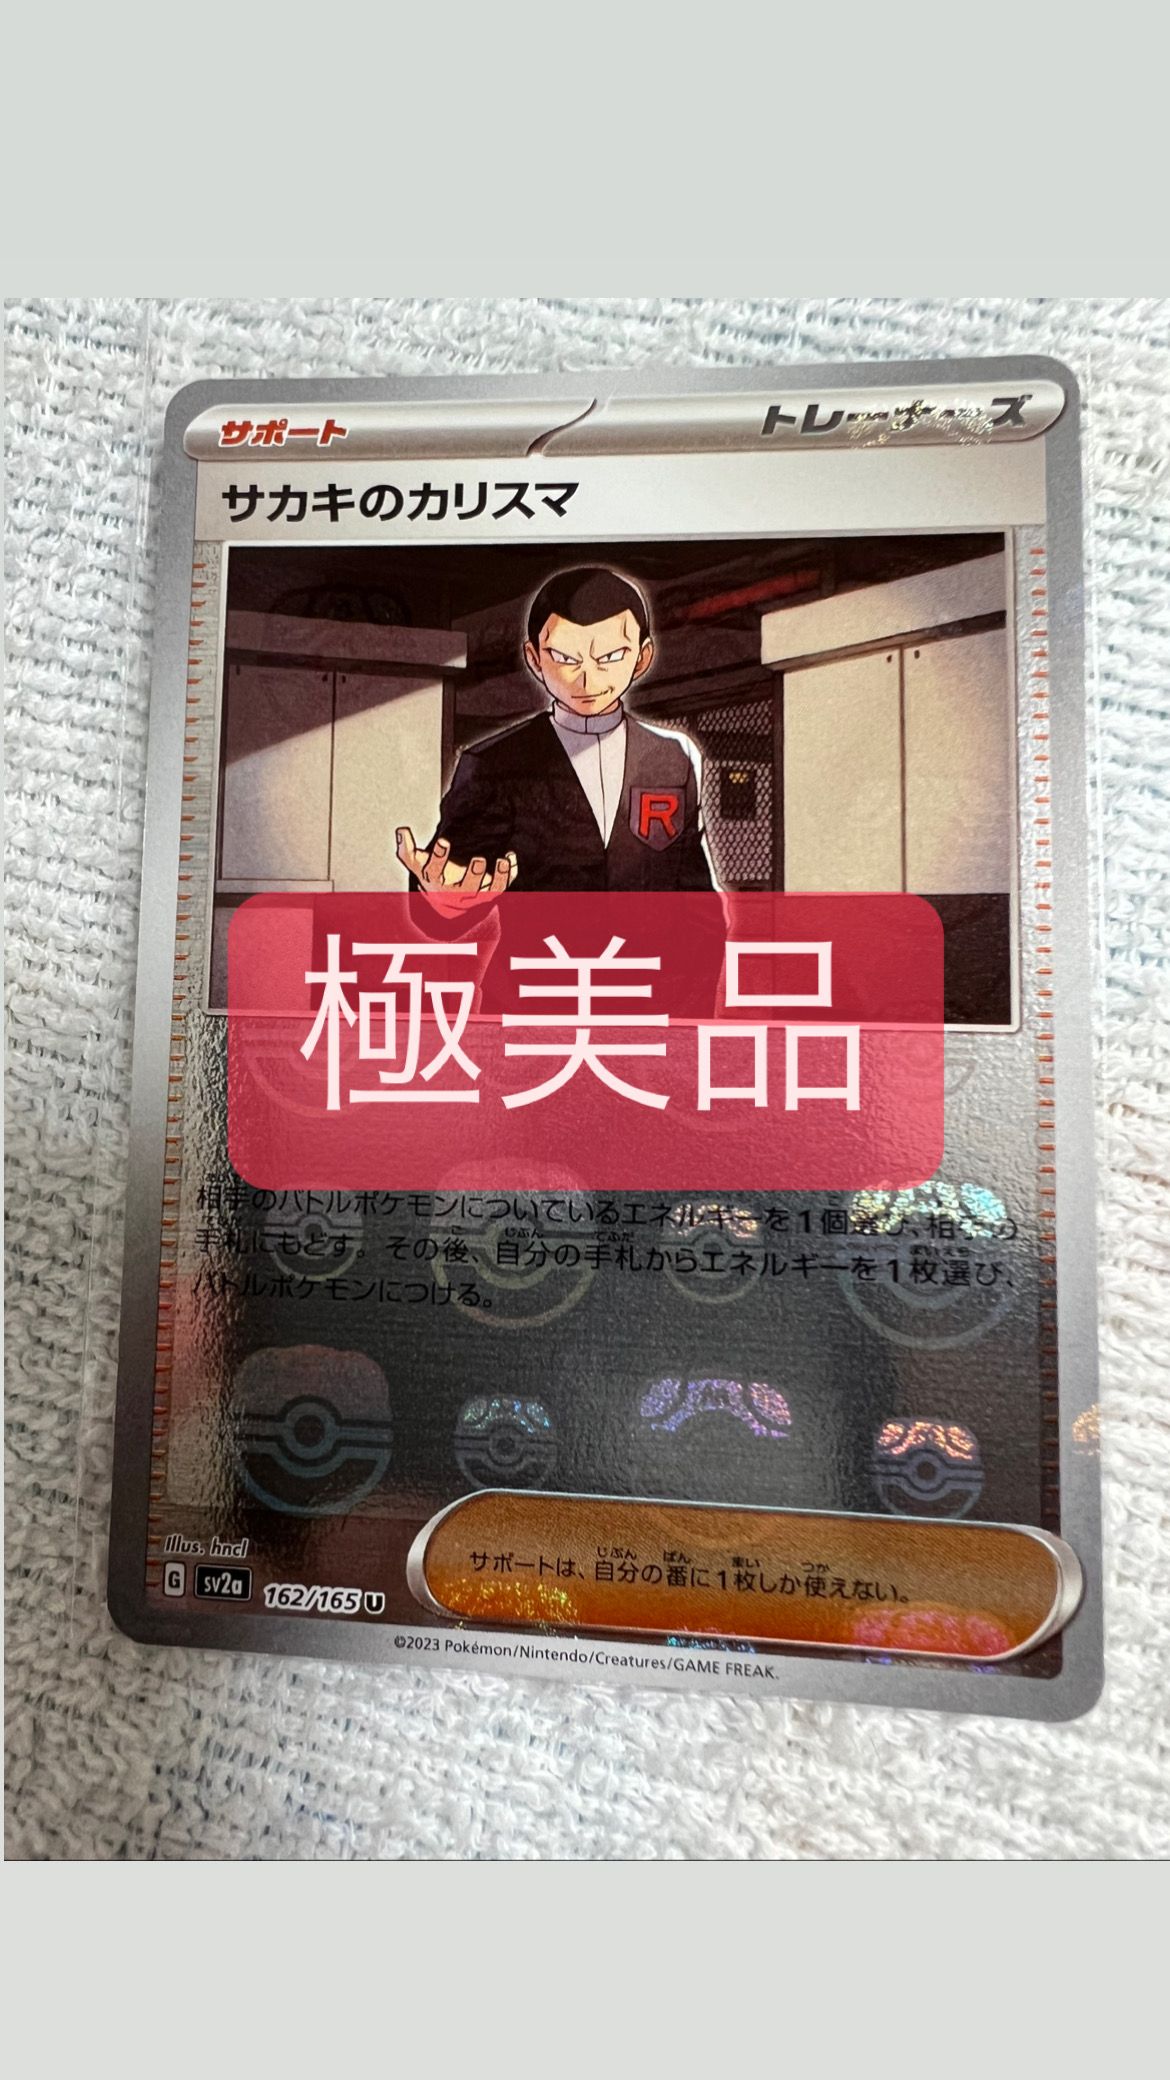 サポート
トレーナーズ
サカキのカリスマ
R
極美品
相手のバトルポケモンについているエネルギーを1個選び、相手の
手札にもどす。その後、自分の手札からエネルギーを1枚選び、
バトルポケモンにつける。
Illus. hncl
G sv2a 162/165 U
サポートは、自分の番に1枚しか使えない。
©2023 Pokémon/Nintendo/Creatures/GAME FREAK.